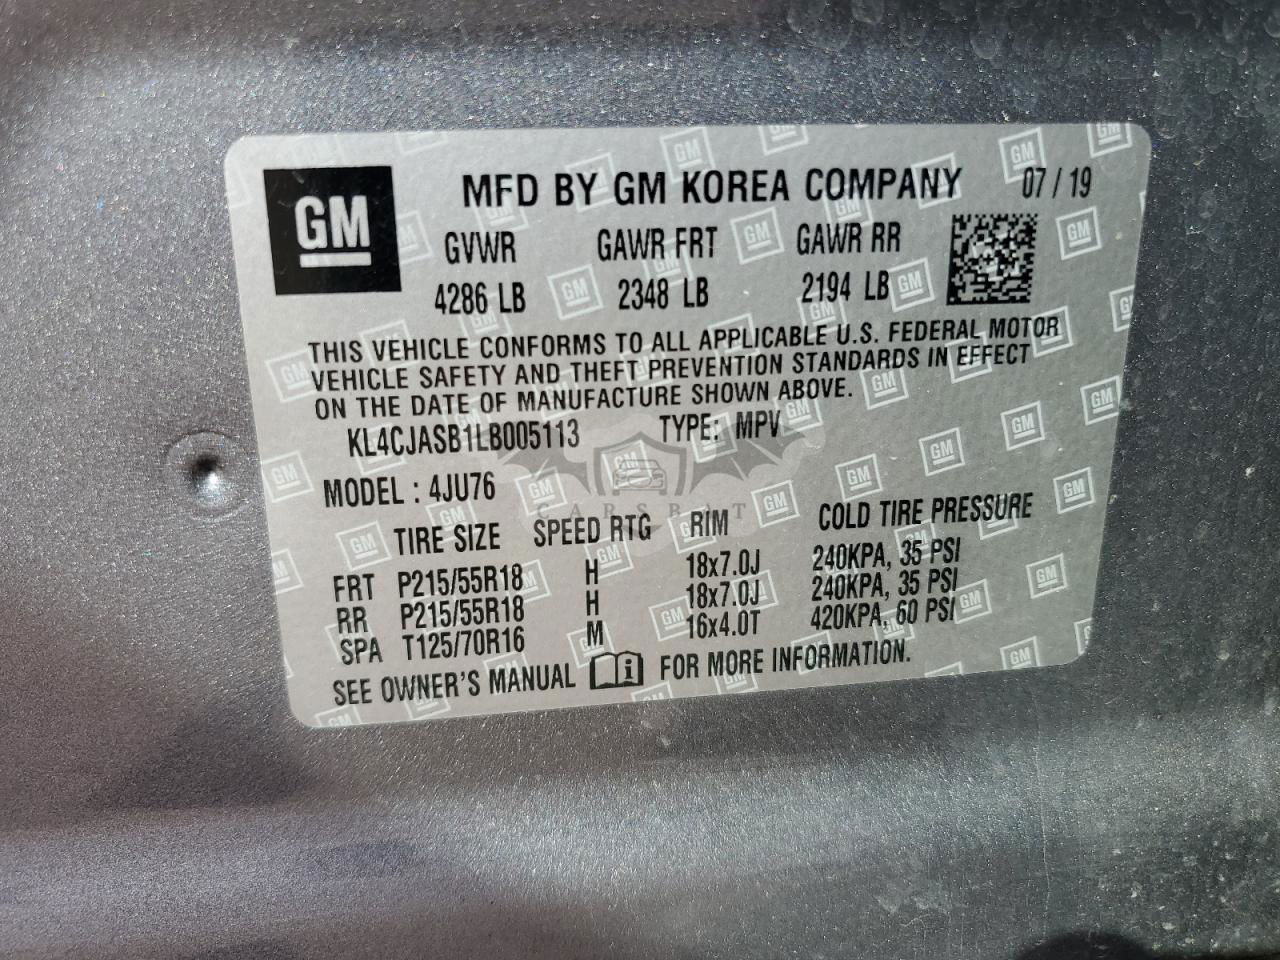 GM
MFD BY GM KOREA COMPANY 07/19
GVWR GAWR FRT GAWR RR
4286 LB 2348 LB 2194 LB
THIS VEHICLE CONFORMS TO ALL APPLICABLE U.S. FEDERAL MOTOR
VEHICLE SAFETY AND THEFT PREVENTION STANDARDS IN EFFECT
ON THE DATE OF MANUFACTURE SHOWN ABOVE.
KL4CJASB1LB005113 TYPE: MPV
MODEL : 4JU76
CARSBAT
TIRE SIZE SPEED RTG RIM COLD TIRE PRESSURE
FRT P215/55R18 H 18x7.0J 240KPA, 35 PSI
RR P215/55R18 H 18x7.0J 240KPA, 35 PSI
SPA T125/70R16 M 16x4.0T 420KPA, 60 PSI
SEE OWNER'S MANUAL i FOR MORE INFORMATION.